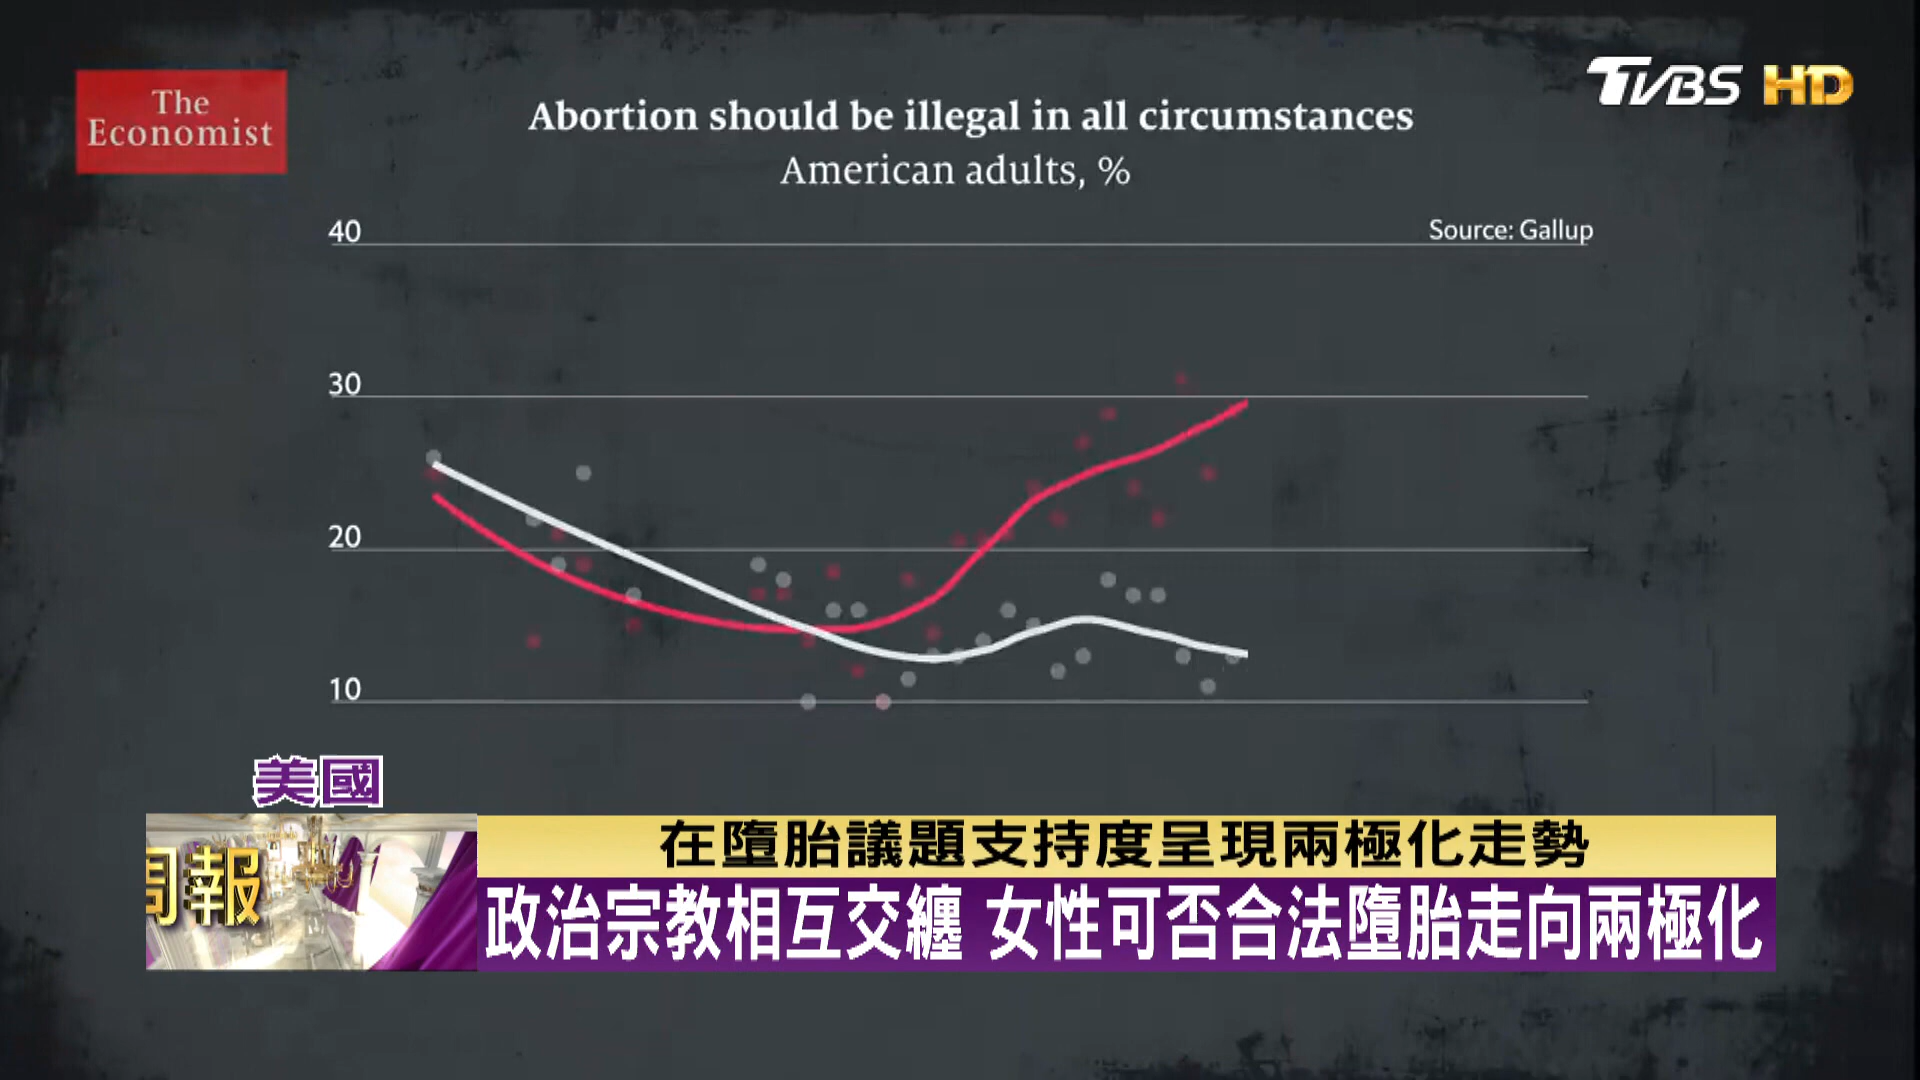 The
Economist
TVBS HD
Abortion should be illegal in all circumstances
American adults, %
Source: Gallup
40
30
20
10
美國
周報
在墮胎議題支持度呈現兩極化走勢
政治宗教相互交纏 女性可否合法墮胎走向兩極化